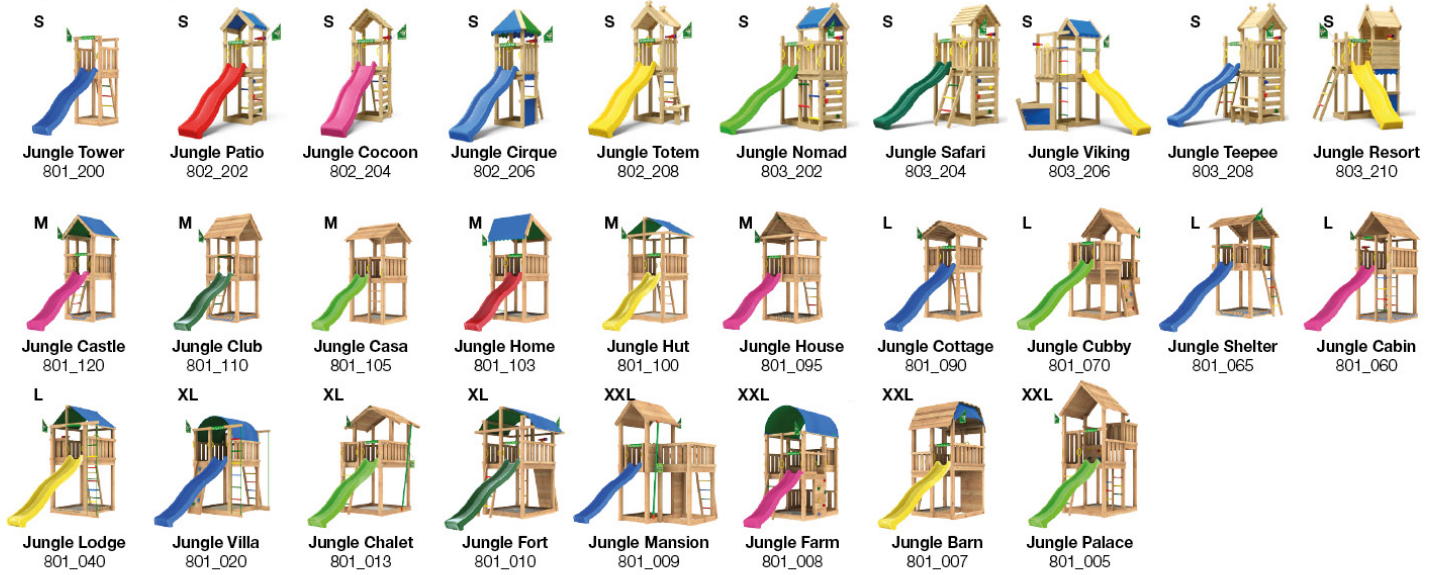 S S S S S S S S S S
Jungle Tower Jungle Patio Jungle Cocoon Jungle Cirque Jungle Totem Jungle Nomad Jungle Safari Jungle Viking Jungle Teepee Jungle Resort
801_200 802_202 802_204 802_206 802_208 803_202 803_204 803_206 803_208 803_210
M M M M M M L L L L
Jungle Castle Jungle Club Jungle Casa Jungle Home Jungle Hut Jungle House Jungle Cottage Jungle Cubby Jungle Shelter Jungle Cabin
801_120 801_110 801_105 801_103 801_100 801_095 801_090 801_070 801_065 801_060
L XL XL XL XXL XXL XXL XXL
Jungle Lodge Jungle Villa Jungle Chalet Jungle Fort Jungle Mansion Jungle Farm Jungle Barn Jungle Palace
801_040 801_020 801_013 801_010 801_009 801_008 801_007 801_005